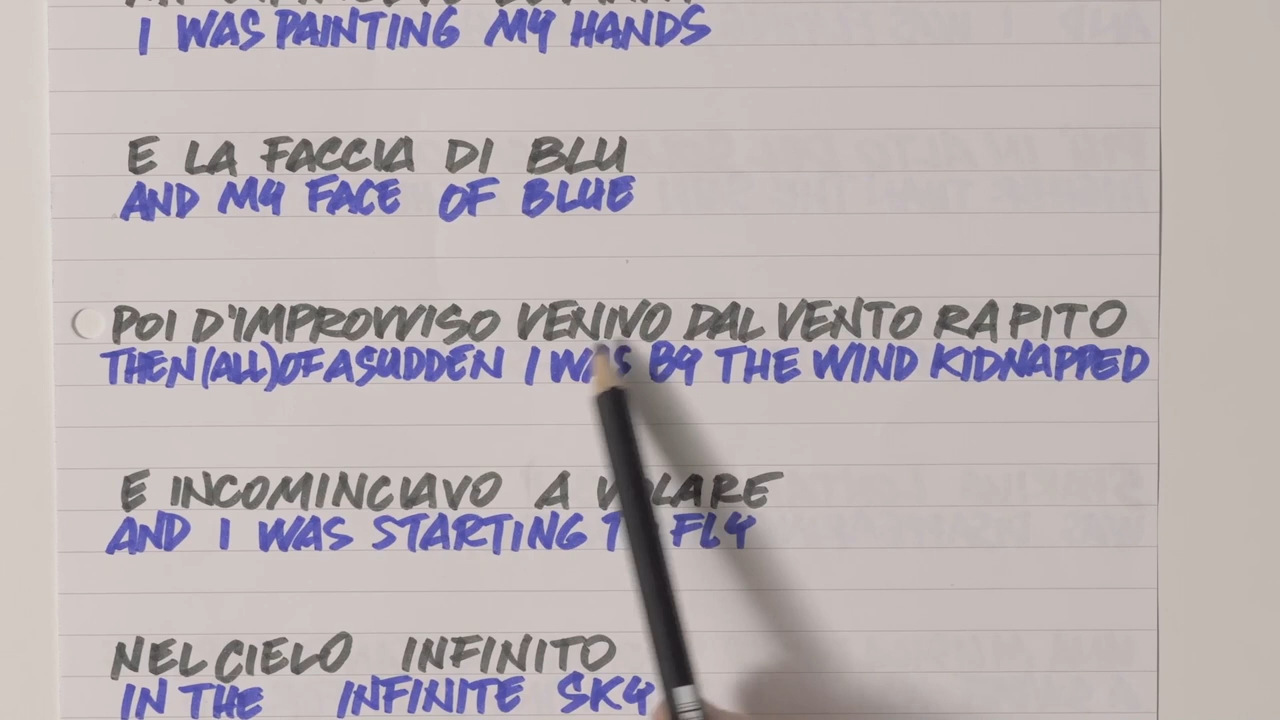 I WAS PAINTING MY HANDS
E LA FACCIA DI BLU
AND MY FACE OF BLUE
POI D'IMPROVVISO VENIVO DAL VENTO RAPITO
THEN (ALL) OF A SUDDEN I WAS BY THE WIND KIDNAPPED
E INCOMINCIAVO A VOLARE
AND I WAS STARTING TO FLY
NEL CIELO INFINITO
IN THE INFINITE SKY